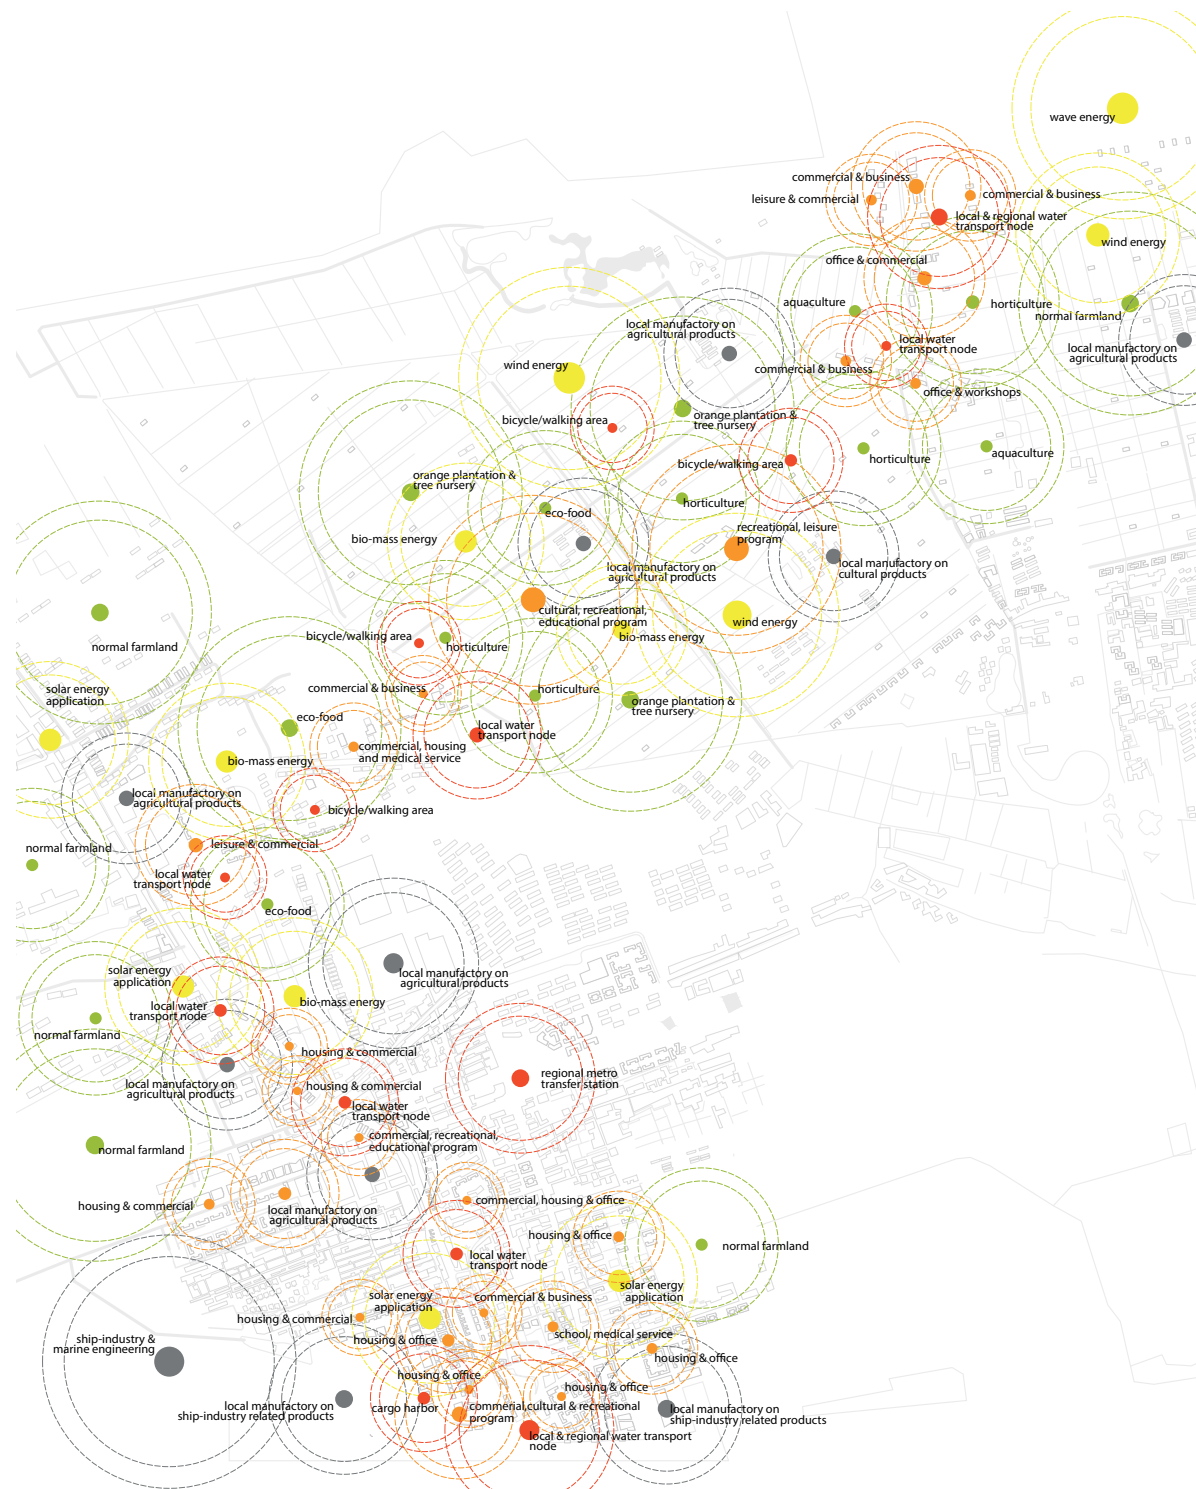 wave energy
commercial & business
leisure & commercial
commercial & business
local & regional water
transport node
wind energy
office & commercial
aquaculture
horticulture
normal farmland
local manufactory on
agricultural products
local water
transport node
local manufactory on
agricultural products
wind energy
commercial & business
office & workshops
bicycle/walking area
orange plantation &
tree nursery
horticulture
aquaculture
bicycle/walking area
orange plantation &
tree nursery
horticulture
eco-food
bio-mass energy
recreational, leisure
program
local manufactory on
agricultural products
local manufactory on
cultural products
cultural, recreational,
educational program
wind energy
bio-mass energy
bicycle/walking area
horticulture
normal farmland
solar energy
application
commercial & business
horticulture
orange plantation &
tree nursery
eco-food
local water
transport node
commercial, housing
and medical service
bio-mass energy
local manufactory on
agricultural products
bicycle/walking area
normal farmland
leisure & commercial
local water
transport node
eco-food
solar energy
application
local manufactory on
agricultural products
bio-mass energy
local water
transport node
normal farmland
housing & commercial
regional metro
transfer station
local manufactory on
agricultural products
housing & commercial
local water
transport node
commercial, recreational,
educational program
normal farmland
housing & commercial
local manufactory on
agricultural products
commercial, housing & office
housing & office
normal farmland
local water
transport node
solar energy
application
solar energy
application
commercial & business
housing & commercial
school, medical service
ship-industry &
marine engineering
housing & office
housing & office
housing & office
housing & office
local manufactory on
ship-industry related products
cargo harbor
commerial,cultural & recreational
program
local manufactory on
ship-industry related products
local & regional water transport
node